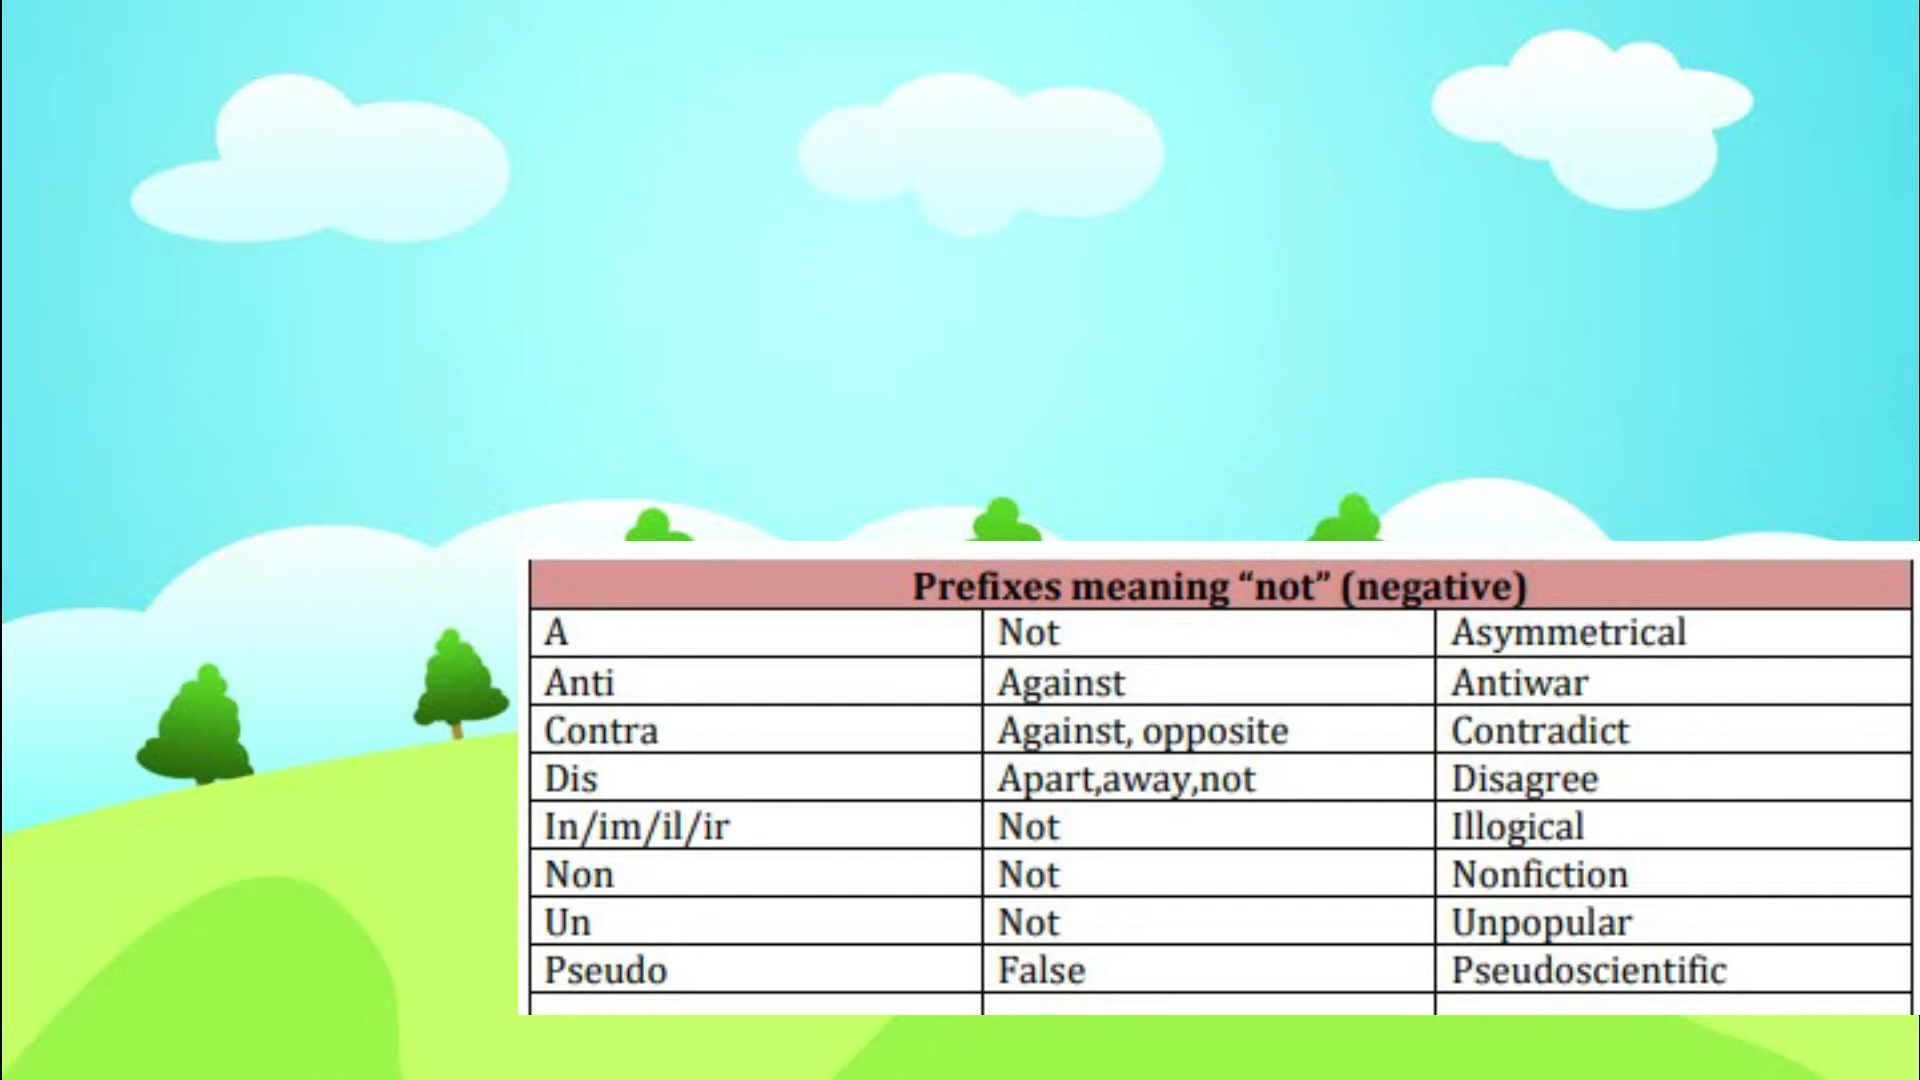 Prefixes meaning “not” (negative)
A Not Asymmetrical
Anti Against Antiwar
Contra Against, opposite Contradict
Dis Apart,away,not Disagree
In/im/il/ir Not Illogical
Non Not Nonfiction
Un Not Unpopular
Pseudo False Pseudoscientific